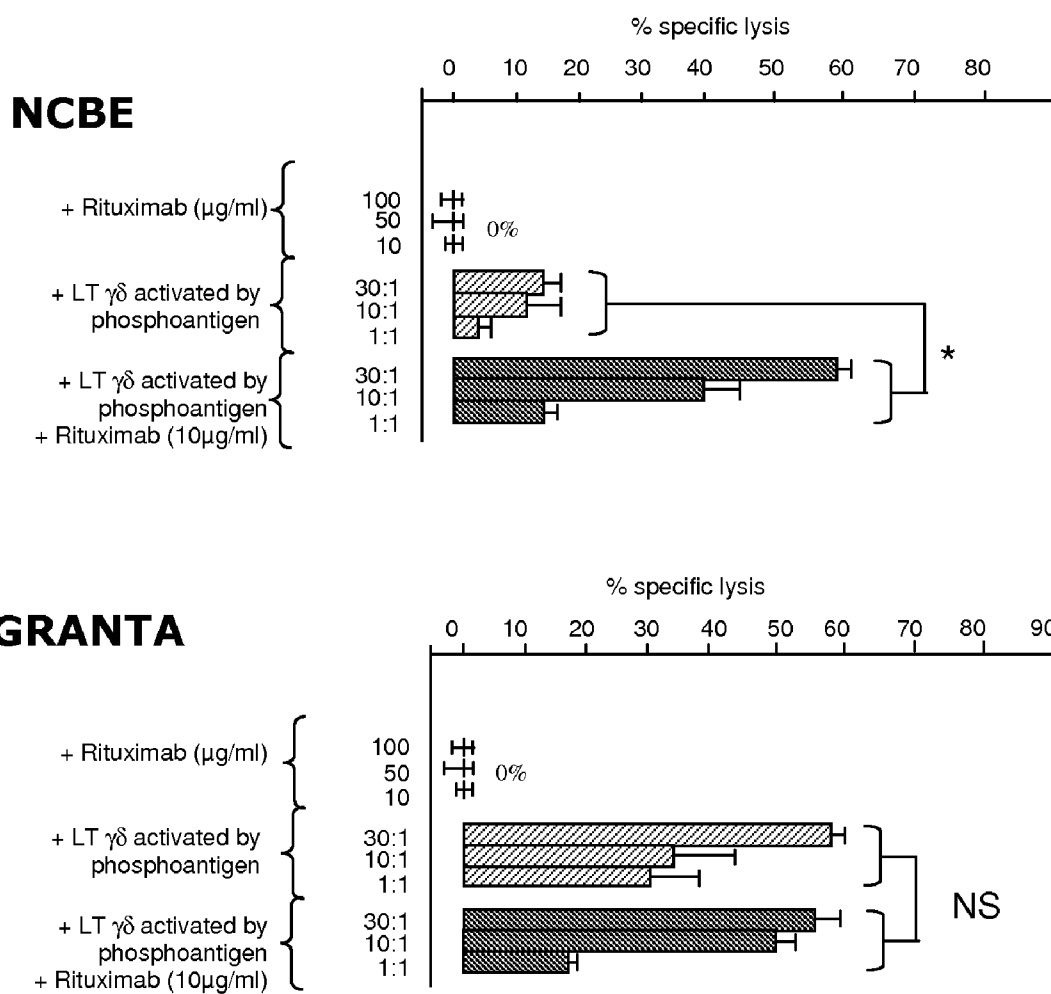 % specific lysis
0 10 20 30 40 50 60 70 80
NCBE
+ Rituximab (µg/ml)
100
50
10
0%
+ LT γδ activated by
phosphoantigen
30:1
10:1
1:1
*
+ LT γδ activated by
phosphoantigen
+ Rituximab (10µg/ml)
30:1
10:1
1:1
% specific lysis
0 10 20 30 40 50 60 70 80 90
GRANTA
+ Rituximab (µg/ml)
100
50
10
0%
+ LT γδ activated by
phosphoantigen
30:1
10:1
1:1
NS
+ LT γδ activated by
phosphoantigen
+ Rituximab (10µg/ml)
30:1
10:1
1:1